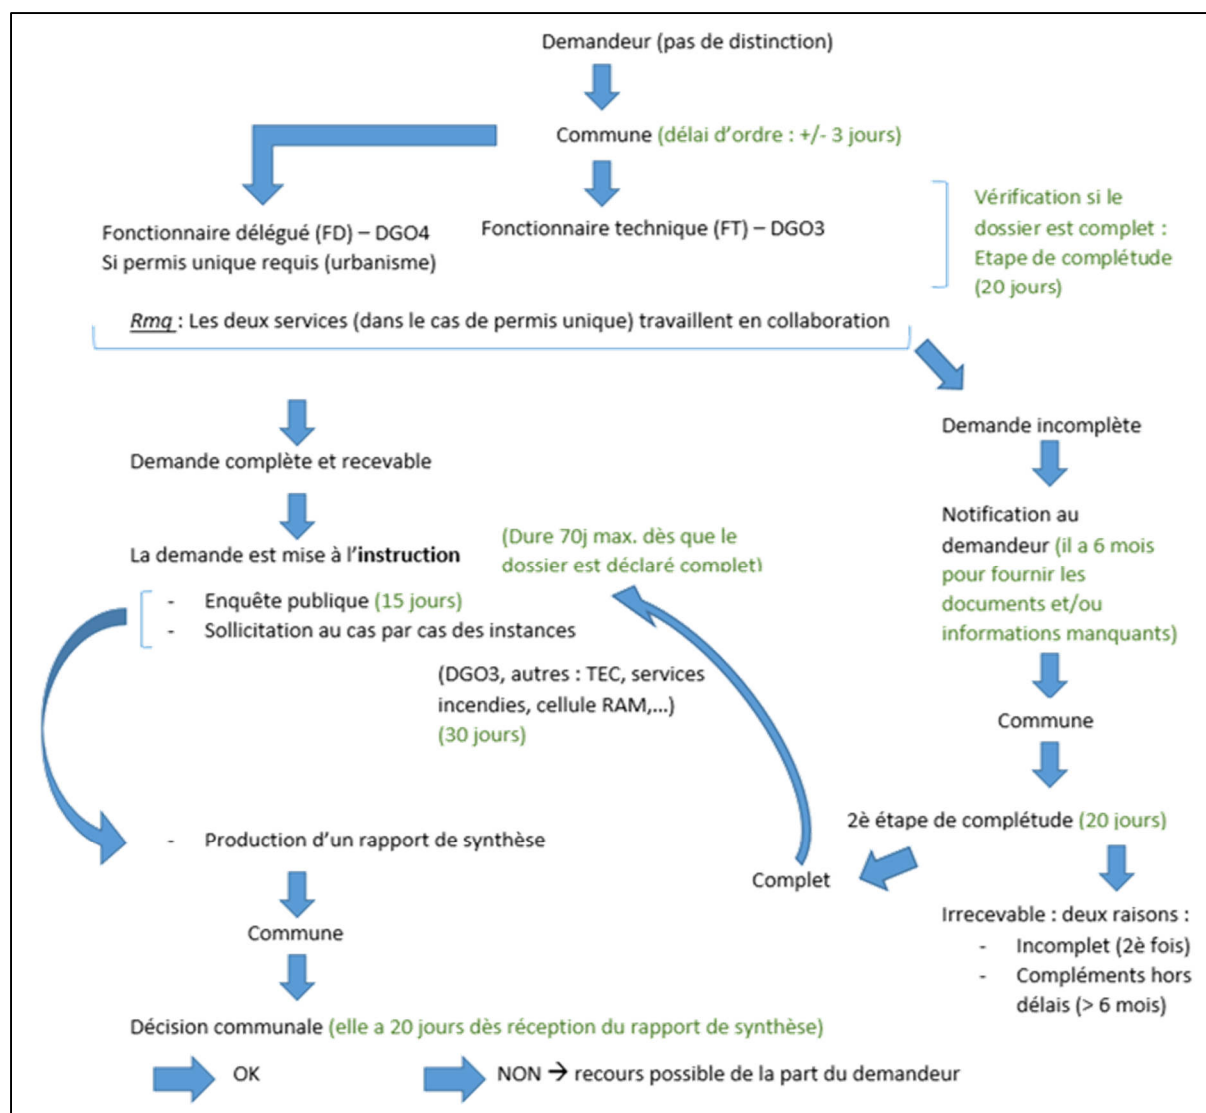 Demandeur (pas de distinction)
Commune (délai d'ordre : +/- 3 jours)
Fonctionnaire délégué (FD) – DGO4
Si permis unique requis (urbanisme)
Fonctionnaire technique (FT) – DGO3
Vérification si le
dossier est complet :
Etape de complétude
(20 jours)
Rmq : Les deux services (dans le cas de permis unique) travaillent en collaboration
Demande complète et recevable
La demande est mise à l'instruction
(Dure 70j max. dès que le
dossier est déclaré complet)
- Enquête publique (15 jours)
- Sollicitation au cas par cas des instances
(DGO3, autres : TEC, services
incendies, cellule RAM,...)
(30 jours)
- Production d'un rapport de synthèse
Commune
Décision communale (elle a 20 jours dès réception du rapport de synthèse)
OK
NON → recours possible de la part du demandeur
Demande incomplète
Notification au
demandeur (il a 6 mois
pour fournir les
documents et/ou
informations manquants)
Commune
2è étape de complétude (20 jours)
Complet
Irrecevable : deux raisons :
- Incomplet (2è fois)
- Compléments hors
délais (> 6 mois)